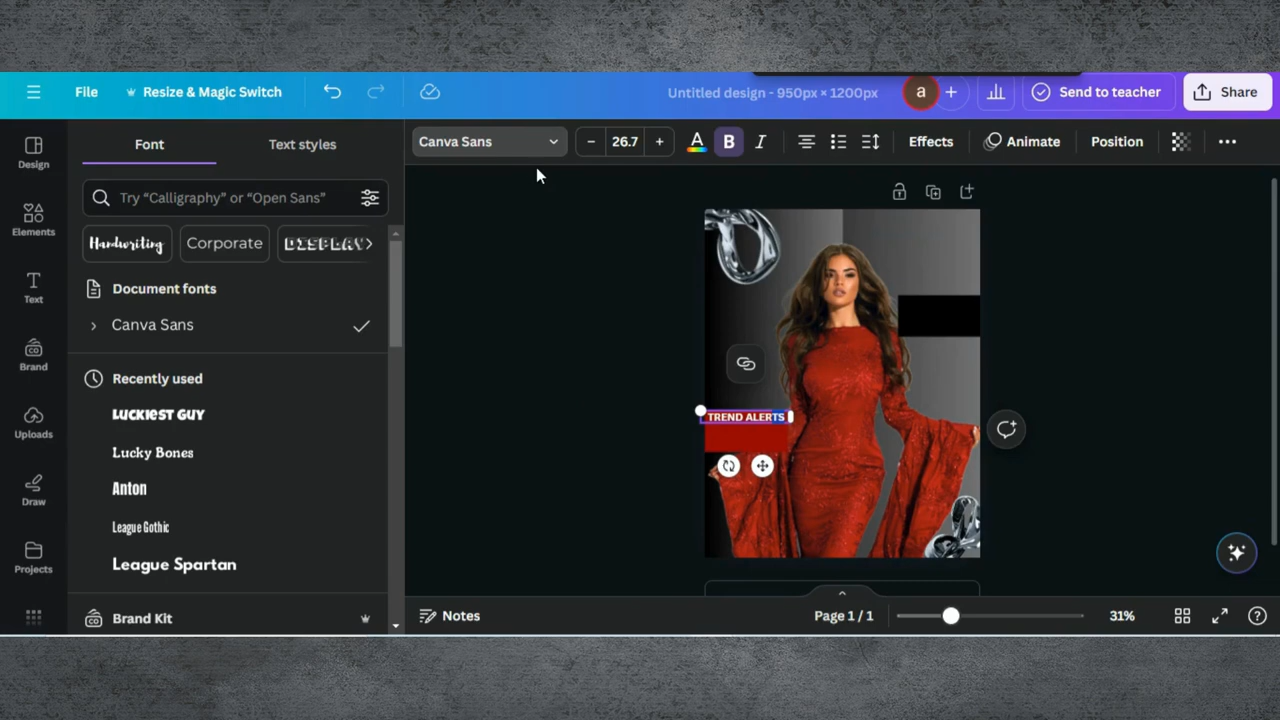 File
Resize & Magic Switch
Untitled design - 950px × 1200px
a
Send to teacher
Share
Font
Text styles
Canva Sans
26.7
A
B
I
Effects
Animate
Position
Try “Calligraphy” or “Open Sans”
Handwriting
Corporate
DISPLAY
Document fonts
Canva Sans
Recently used
LUCKIEST GUY
Lucky Bones
Anton
League Gothic
League Spartan
Brand Kit
Design
Elements
Text
Brand
Uploads
Draw
Projects
TREND ALERTS
Notes
Page 1 / 1
31%